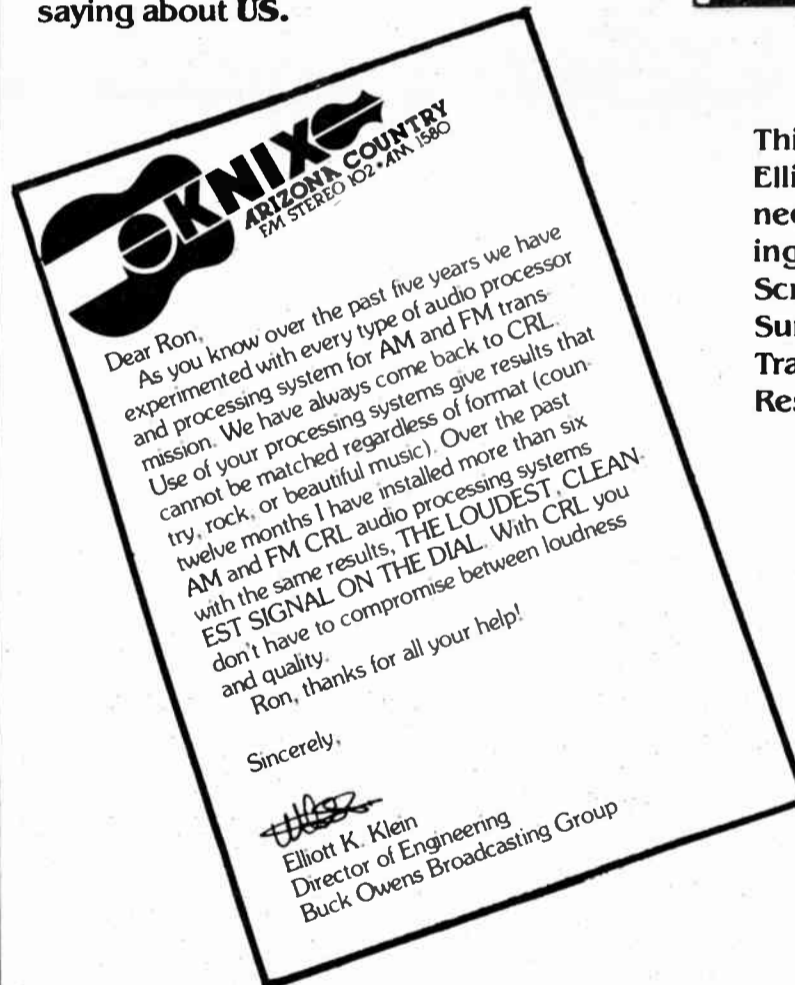 saying about US.
KNIX
ARIZONA COUNTRY
FM STEREO 102 • AM 1580
Dear Ron,
As you know over the past five years we have
experimented with every type of audio processor
and processing system for AM and FM trans-
mission. We have always come back to CRL.
Use of your processing systems give results that
cannot be matched regardless of format (coun-
try, rock, or beautiful music). Over the past
twelve months I have installed more than six
AM and FM CRL audio processing systems
with the same results, THE LOUDEST, CLEAN-
EST SIGNAL ON THE DIAL. With CRL you
don't have to compromise between loudness
and quality.
Ron, thanks for all your help!
Sincerely,
Elliott K. Klein
Director of Engineering
Buck Owens Broadcasting Group
Thi
Elli
nee
ing
Scr
Sur
Tra
Res